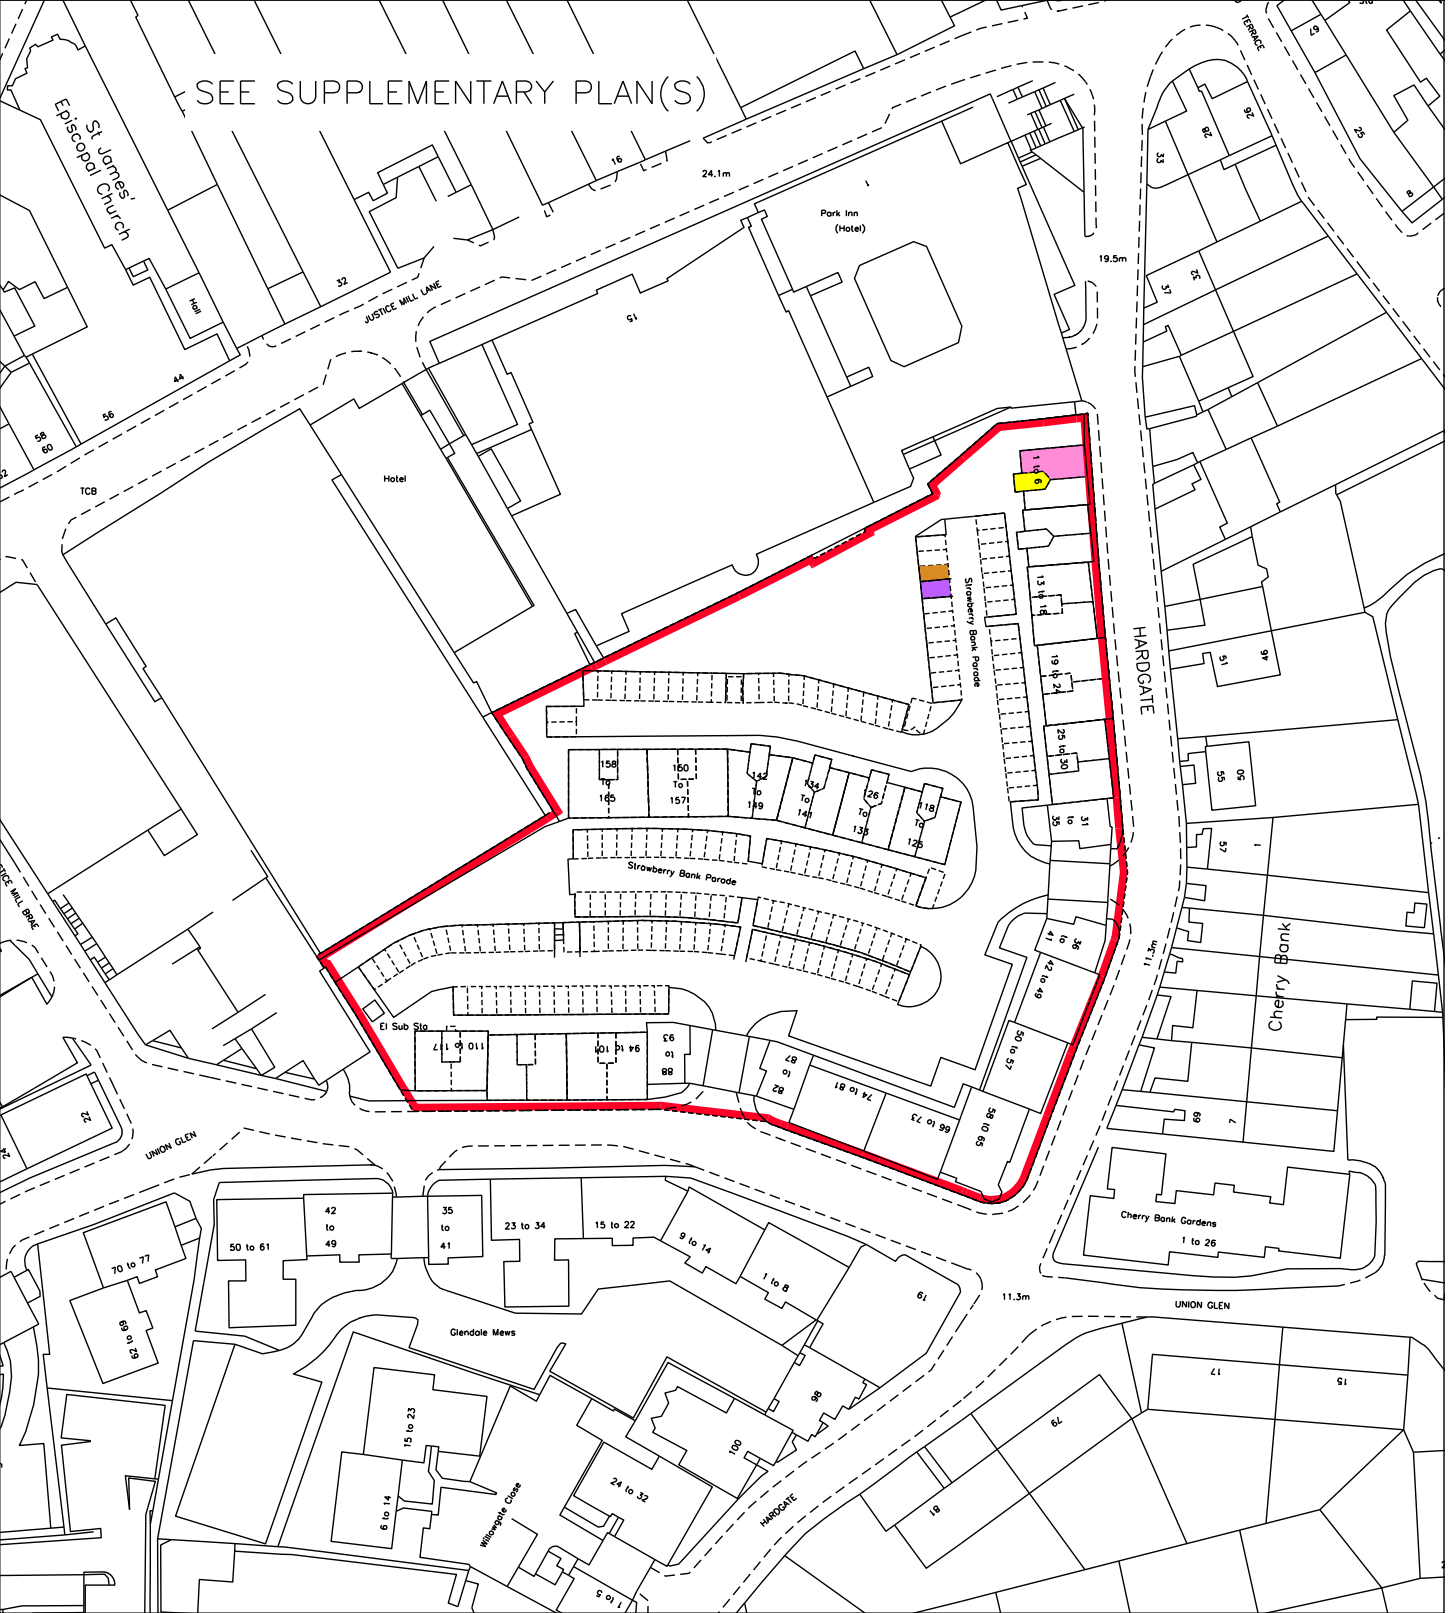 SEE SUPPLEMENTARY PLAN(S)
TERRACE
67
25
8
26
28
33
St James'
Episcopal Church
Hall
16
24.1m
1
Park Inn
(Hotel)
19.5m
32
37
32
JUSTICE MILL LANE
15
44
56
58
60
TCB
Hotel
1 to 6
13 to 18
19 to 24
25 to 30
31
to
35
Strawberry Bank Parade
HARDGATE
51
46
50
55
57
1
158
To
165
150
To
157
142
To
149
134
To
141
126
To
133
118
To
125
Strawberry Bank Parade
36
to
41
42 to 49
50 to 57
58 to 65
66 to 73
74 to 81
87
to
82
93
to
88
94 to 101
110 to 117
El Sub Sta
11.3m
Cherry Bank
69
7
22
24
UNION GLEN
Cherry Bank Gardens
1 to 26
UNION GLEN
11.3m
70 to 77
62 to 69
50 to 61
42
to
49
35
to
41
23 to 34
15 to 22
9 to 14
1 to 8
19
Glendale Mews
15 to 23
6 to 14
Willowgate Close
24 to 32
100
98
1 to 5
HARDGATE
79
81
17
15